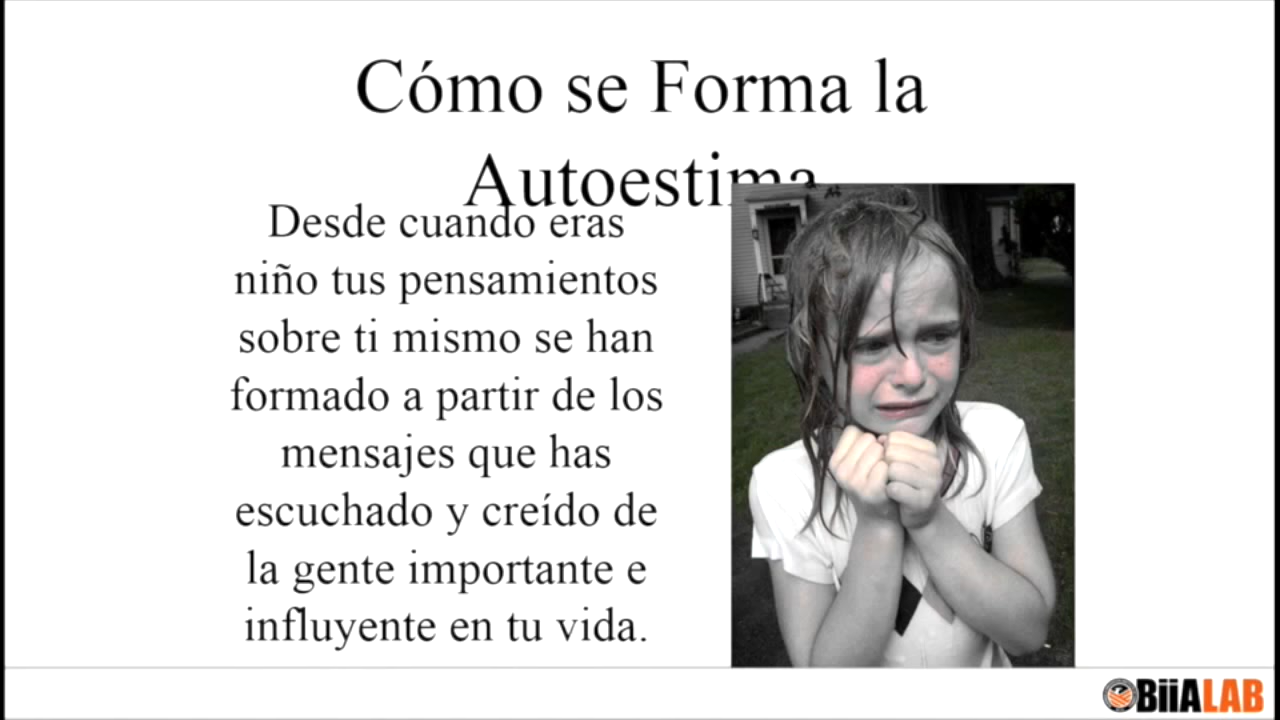 Cómo se Forma la
Autoestima
Desde cuando eras
niño tus pensamientos
sobre ti mismo se han
formado a partir de los
mensajes que has
escuchado y creído de
la gente importante e
influyente en tu vida.
BiiALAB